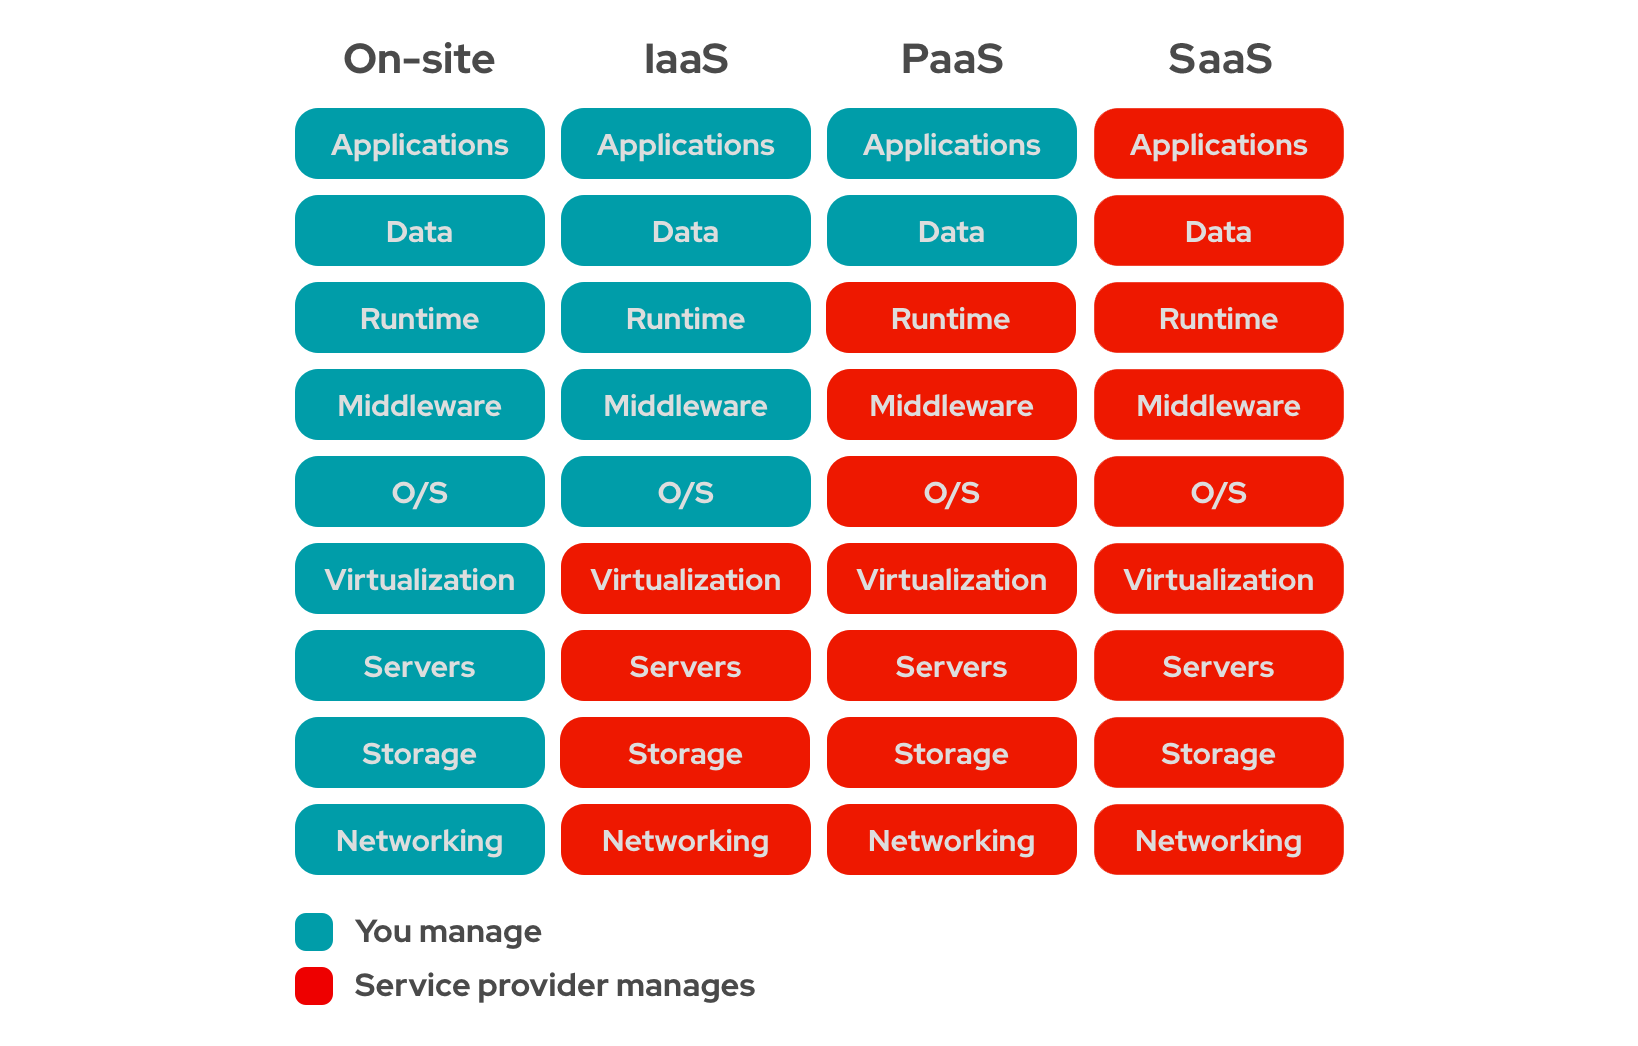 On-site IaaS PaaS SaaS
Applications Applications Applications Applications
Data Data Data Data
Runtime Runtime Runtime Runtime
Middleware Middleware Middleware Middleware
O/S O/S O/S O/S
Virtualization Virtualization Virtualization Virtualization
Servers Servers Servers Servers
Storage Storage Storage Storage
Networking Networking Networking Networking
You manage
Service provider manages